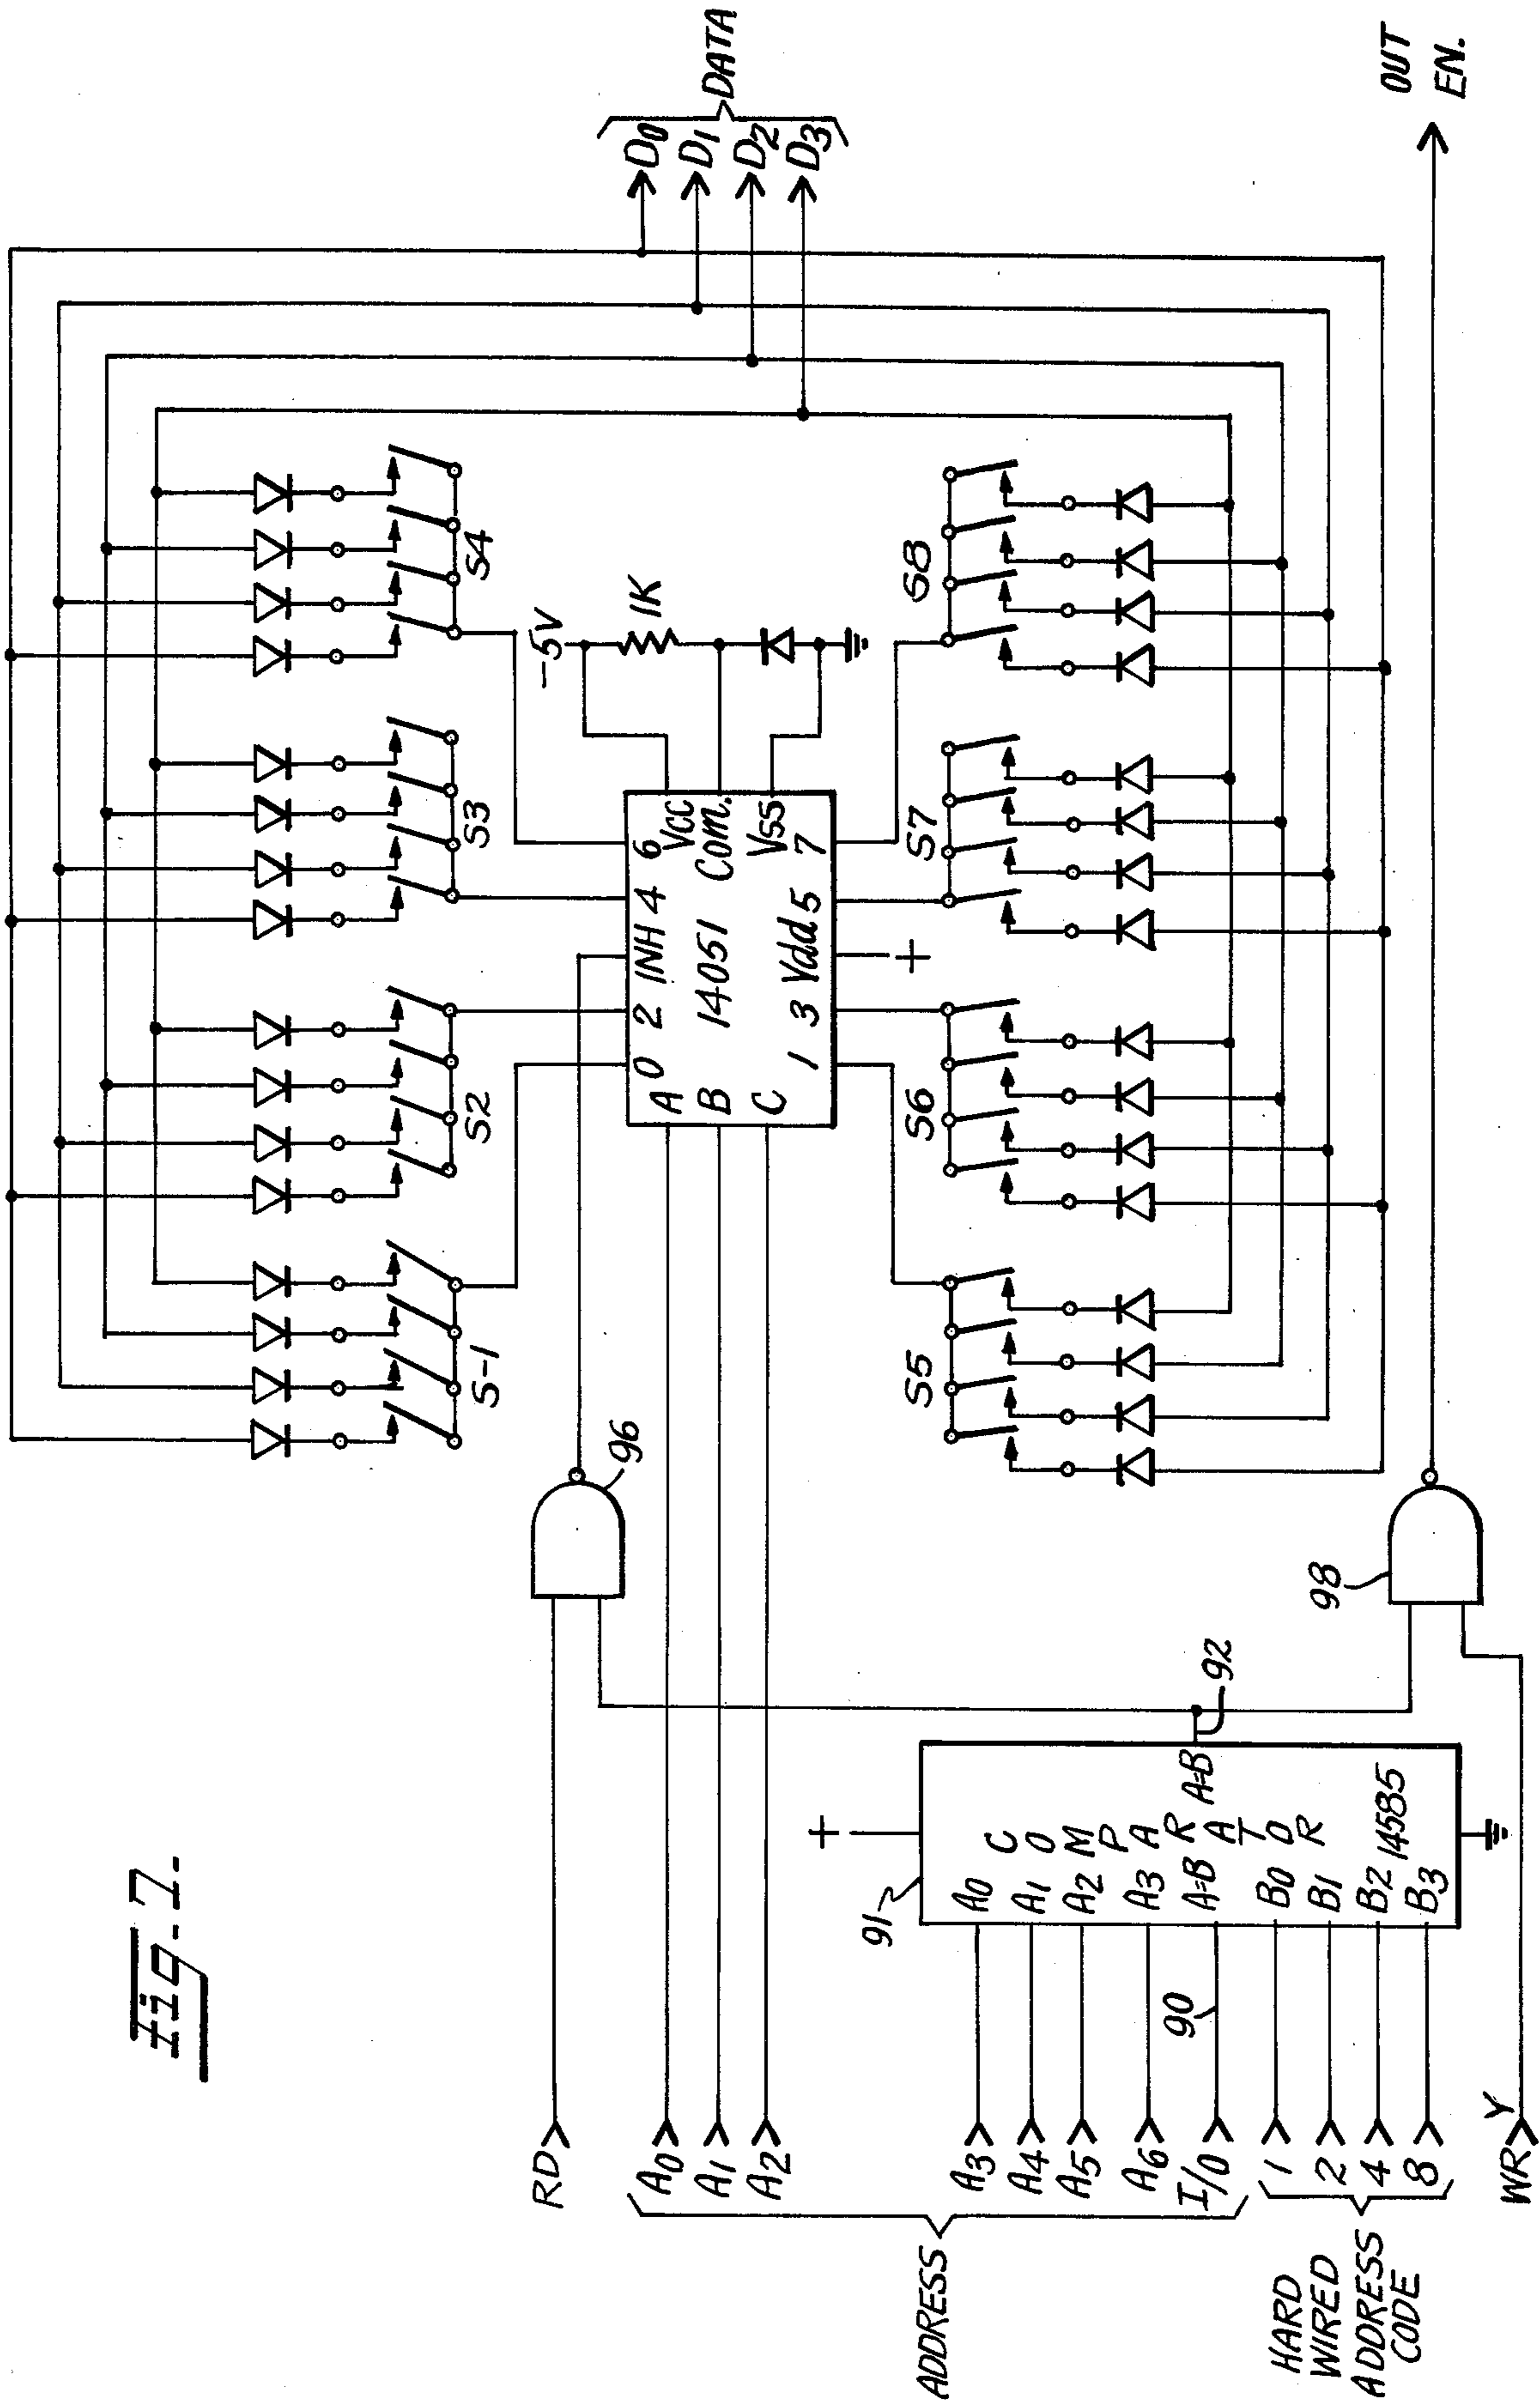 Fig. 7.
RD
A0
A1
A2
A3
A4
A5
A6
I/O
ADDRESS
1
2
4
8
HARD
WIRED
ADDRESS
CODE
WR
Y
91
90
A0
A1
A2
A3
A=B
B0
B1
B2
B3
COMPARATOR
A=B
14585
92
+
96
98
S-1
S2
S3
S4
A
B
C
0 2 INH 4 6
14051
VCC
Com.
VSS
1 3 Vdd 5 7
+
-5V
1K
S5
S6
S7
S8
D0
D1
D2
D3
DATA
OUT
EN.